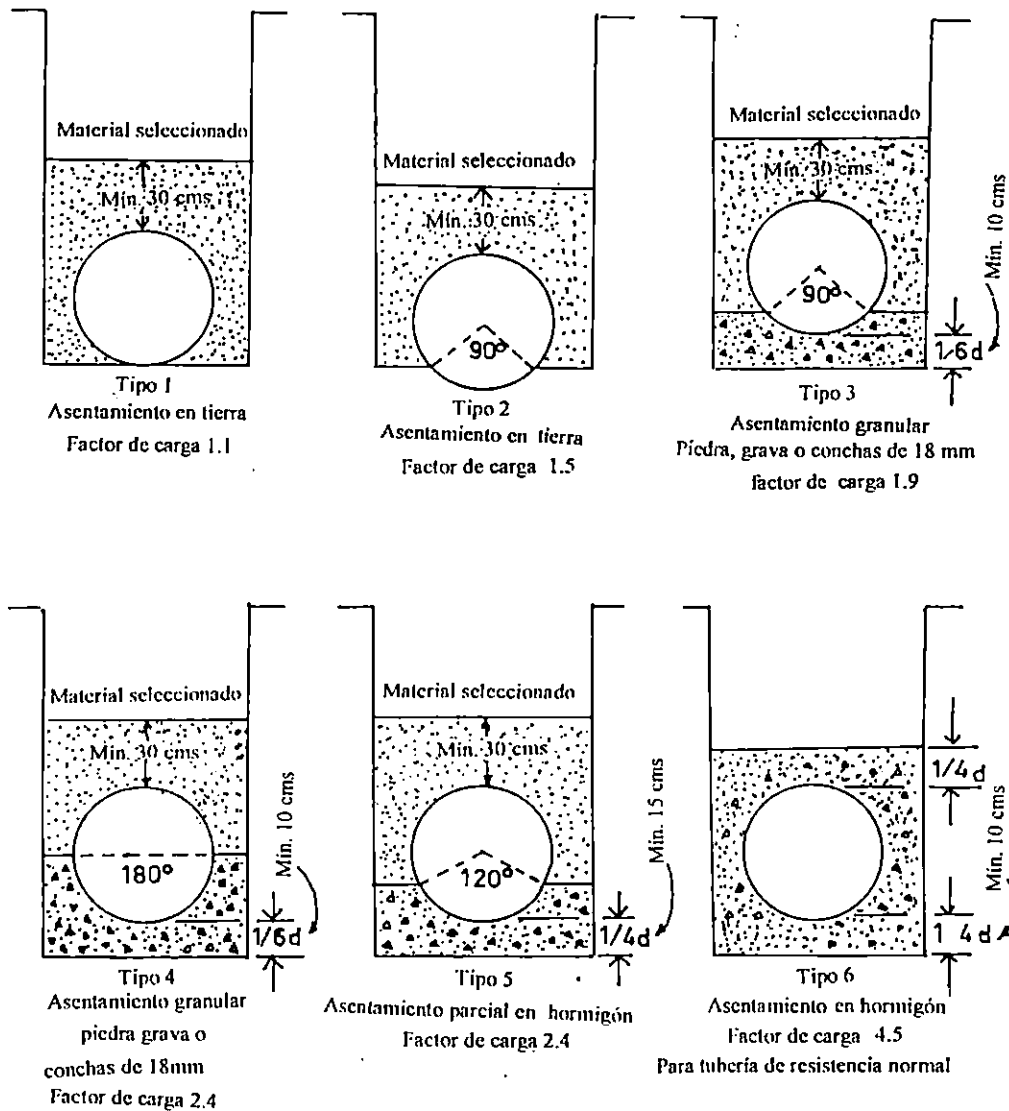 Material seleccionado
Min. 30 cms
Tipo 1
Asentamiento en tierra
Factor de carga 1.1
Material seleccionado
Min. 30 cms
90°
Tipo 2
Asentamiento en tierra
Factor de carga 1.5
Material seleccionado
Min. 30 cms
90°
Min. 10 cms
1/6d
Tipo 3
Asentamiento granular
Piedra, grava o conchas de 18 mm
factor de carga 1.9
Material seleccionado
Min. 30 cms
180°
Min. 10 cms
1/6d
Tipo 4
Asentamiento granular
piedra grava o
conchas de 18mm
Factor de carga 2.4
Material seleccionado
Min. 30 cms
120°
Min. 15 cms
1/4d
Tipo 5
Asentamiento parcial en hormigón
Factor de carga 2.4
1/4d
Min. 10 cms
1 4d
Tipo 6
Asentamiento en hormigón
Factor de carga 4.5
Para tubería de resistencia normal